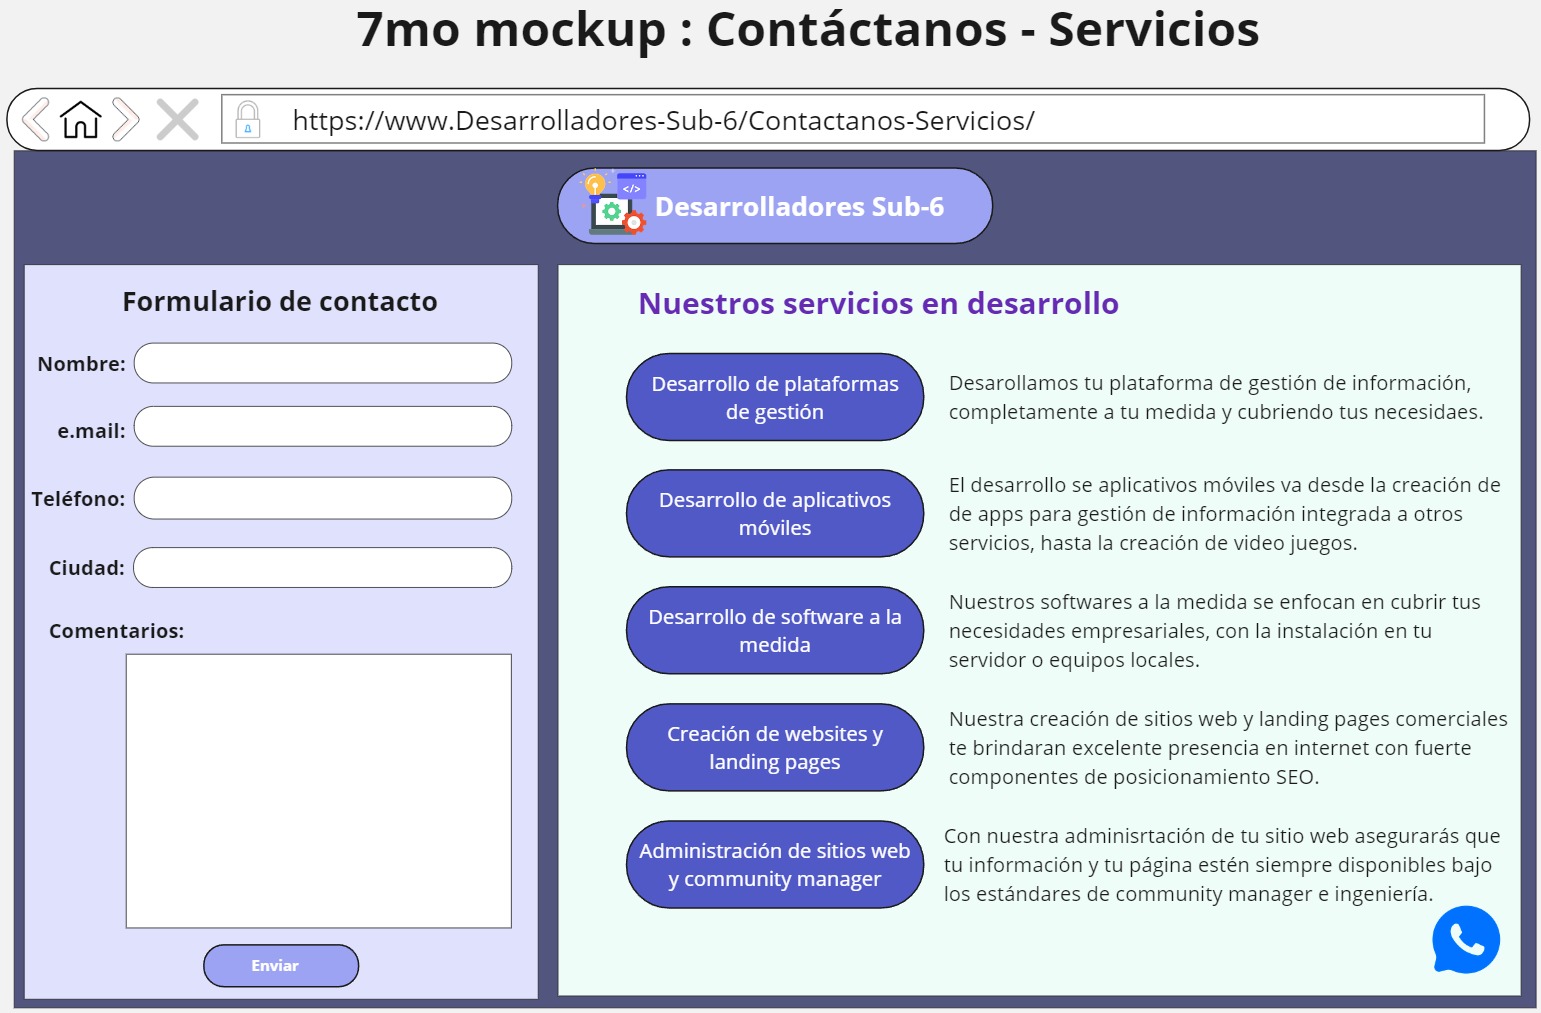 7mo mockup : Contáctanos - Servicios
https://www.Desarrolladores-Sub-6/Contactanos-Servicios/
</>
Desarrolladores Sub-6
Formulario de contacto
Nombre:
e.mail:
Teléfono:
Ciudad:
Comentarios:
Enviar
Nuestros servicios en desarrollo
Desarrollo de plataformas
de gestión
Desarollamos tu plataforma de gestión de información,
completamente a tu medida y cubriendo tus necesidaes.
Desarrollo de aplicativos
móviles
El desarrollo se aplicativos móviles va desde la creación de
de apps para gestión de información integrada a otros
servicios, hasta la creación de video juegos.
Desarrollo de software a la
medida
Nuestros softwares a la medida se enfocan en cubrir tus
necesidades empresariales, con la instalación en tu
servidor o equipos locales.
Creación de websites y
landing pages
Nuestra creación de sitios web y landing pages comerciales
te brindaran excelente presencia en internet con fuerte
componentes de posicionamiento SEO.
Administración de sitios web
y community manager
Con nuestra adminisrtación de tu sitio web asegurarás que
tu información y tu página estén siempre disponibles bajo
los estándares de community manager e ingeniería.